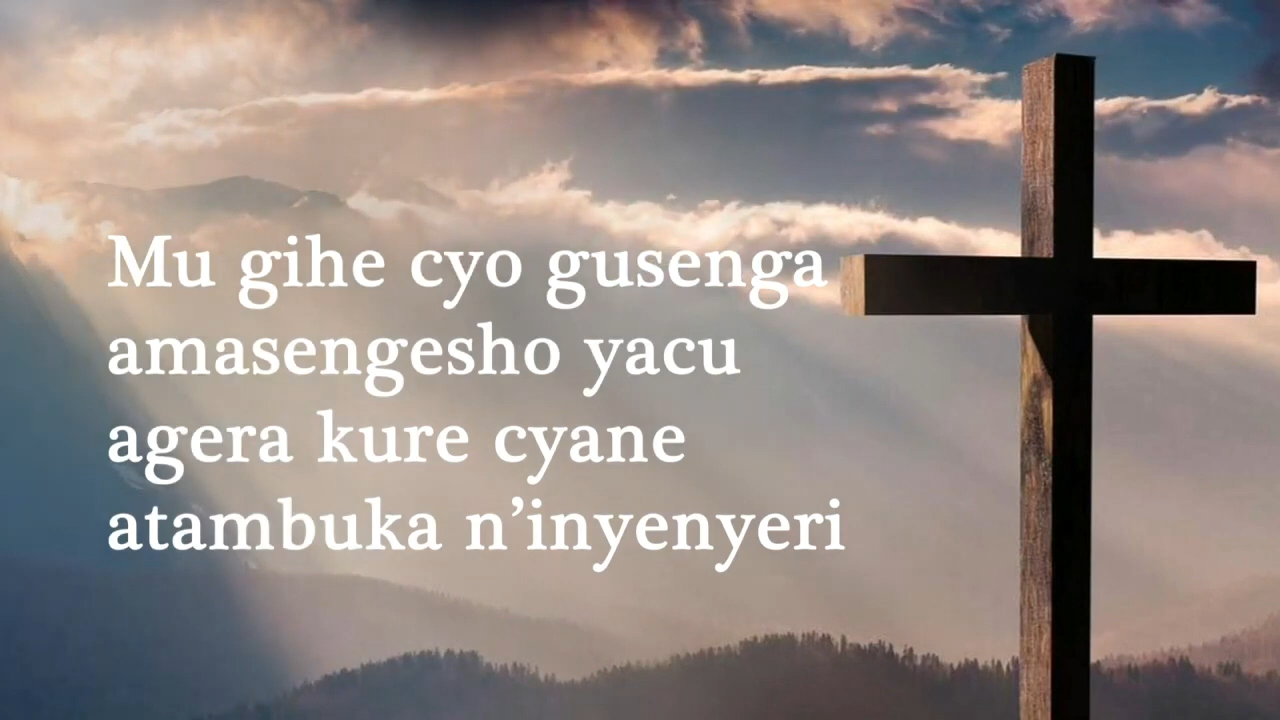 Mu gihe cyo gusenga
amasengesho yacu
agera kure cyane
atambuka n’inyenyeri